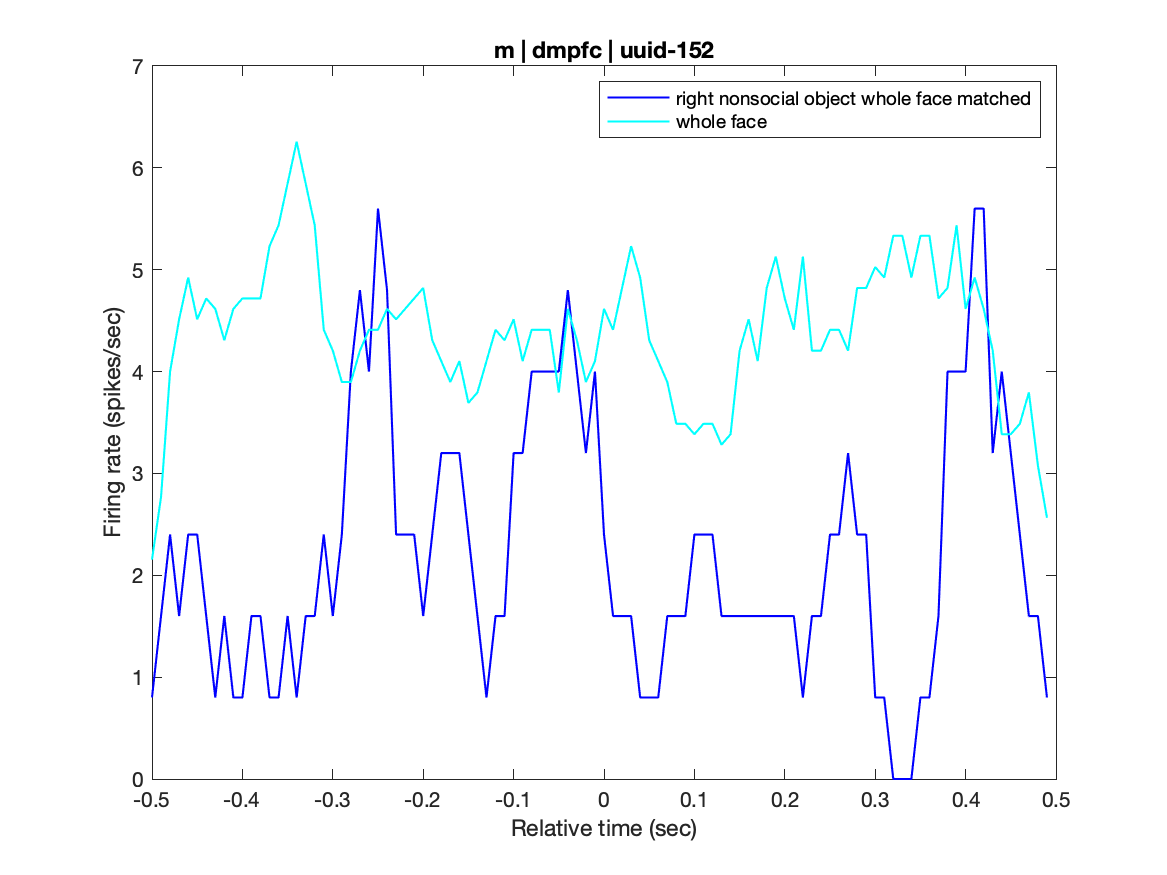 m | dmpfc | uuid-152
right nonsocial object whole face matched
whole face
Firing rate (spikes/sec)
7
6
5
4
3
2
1
0
-0.5 -0.4 -0.3 -0.2 -0.1 0 0.1 0.2 0.3 0.4 0.5
Relative time (sec)